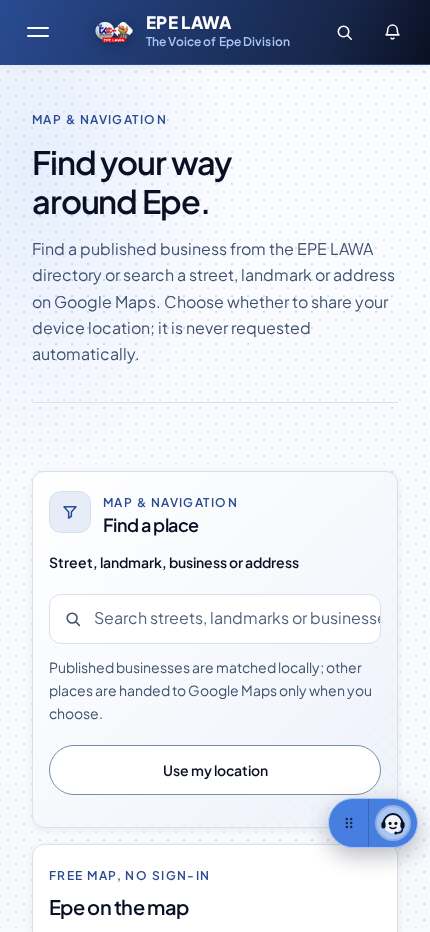 EPE LAWA
The Voice of Epe Division
MAP & NAVIGATION
Find your way
around Epe.
Find a published business from the EPE LAWA
directory or search a street, landmark or address
on Google Maps. Choose whether to share your
device location; it is never requested
automatically.
MAP & NAVIGATION
Find a place
Street, landmark, business or address
Search streets, landmarks or businesse
Published businesses are matched locally; other
places are handed to Google Maps only when you
choose.
Use my location
FREE MAP, NO SIGN-IN
Epe on the map